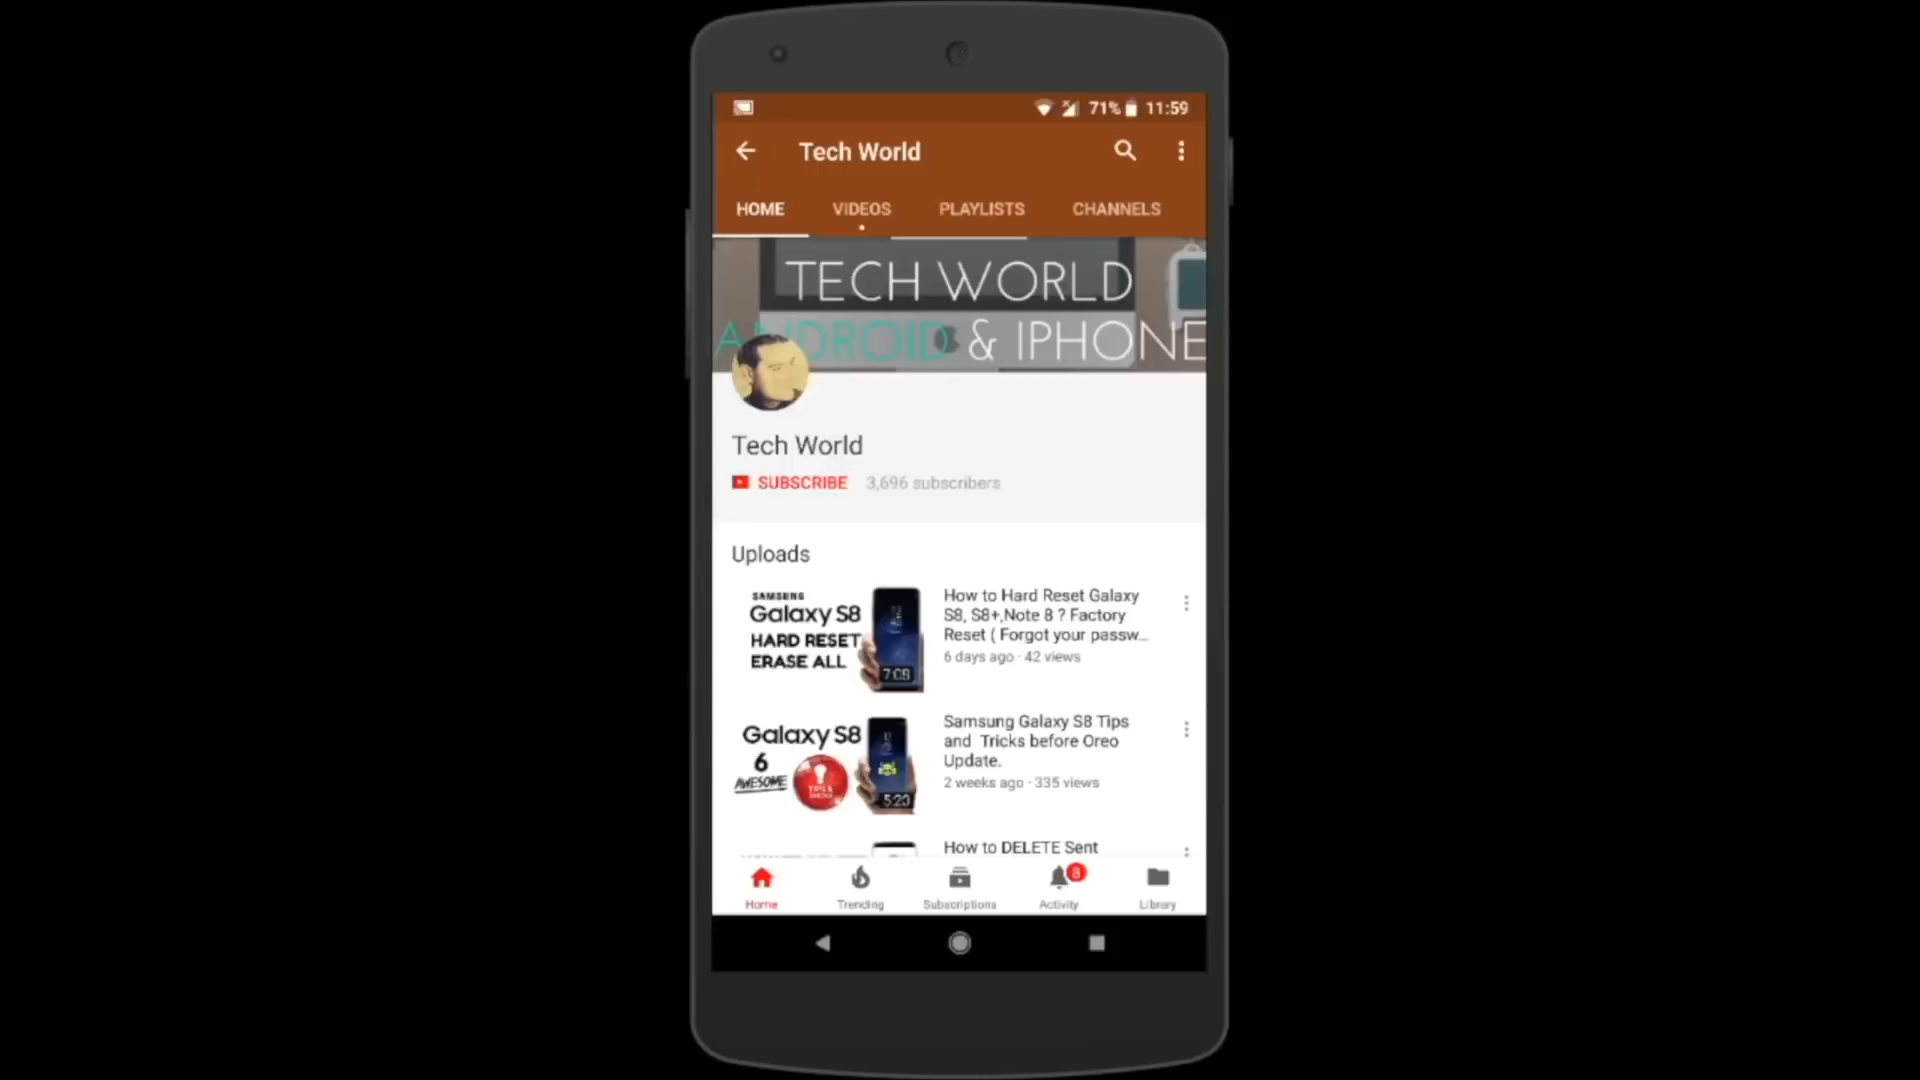 71% 11:59
Tech World
HOME VIDEOS PLAYLISTS CHANNELS
TECH WORLD
ANDROID & IPHONE
Tech World
SUBSCRIBE 3,696 subscribers
Uploads
SAMSUNG
Galaxy S8
HARD RESET
ERASE ALL
7:08
How to Hard Reset Galaxy
S8, S8+,Note 8 ? Factory
Reset ( Forgot your passw...
6 days ago · 42 views
Galaxy S8
6
AWESOME
5:20
Samsung Galaxy S8 Tips
and Tricks before Oreo
Update.
2 weeks ago · 335 views
How to DELETE Sent
8
Home Trending Subscriptions Activity Library